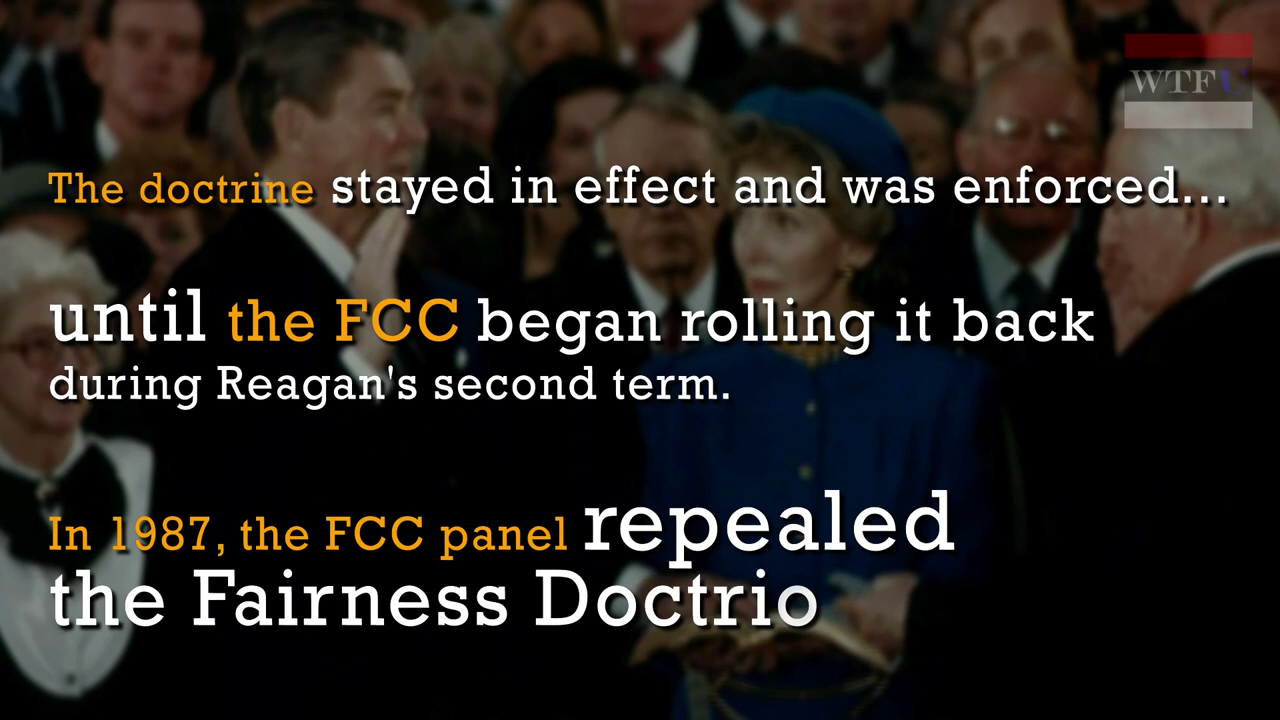 WTFU
The doctrine stayed in effect and was enforced...
until the FCC began rolling it back
during Reagan's second term.
In 1987, the FCC panel repealed
the Fairness Doctrio